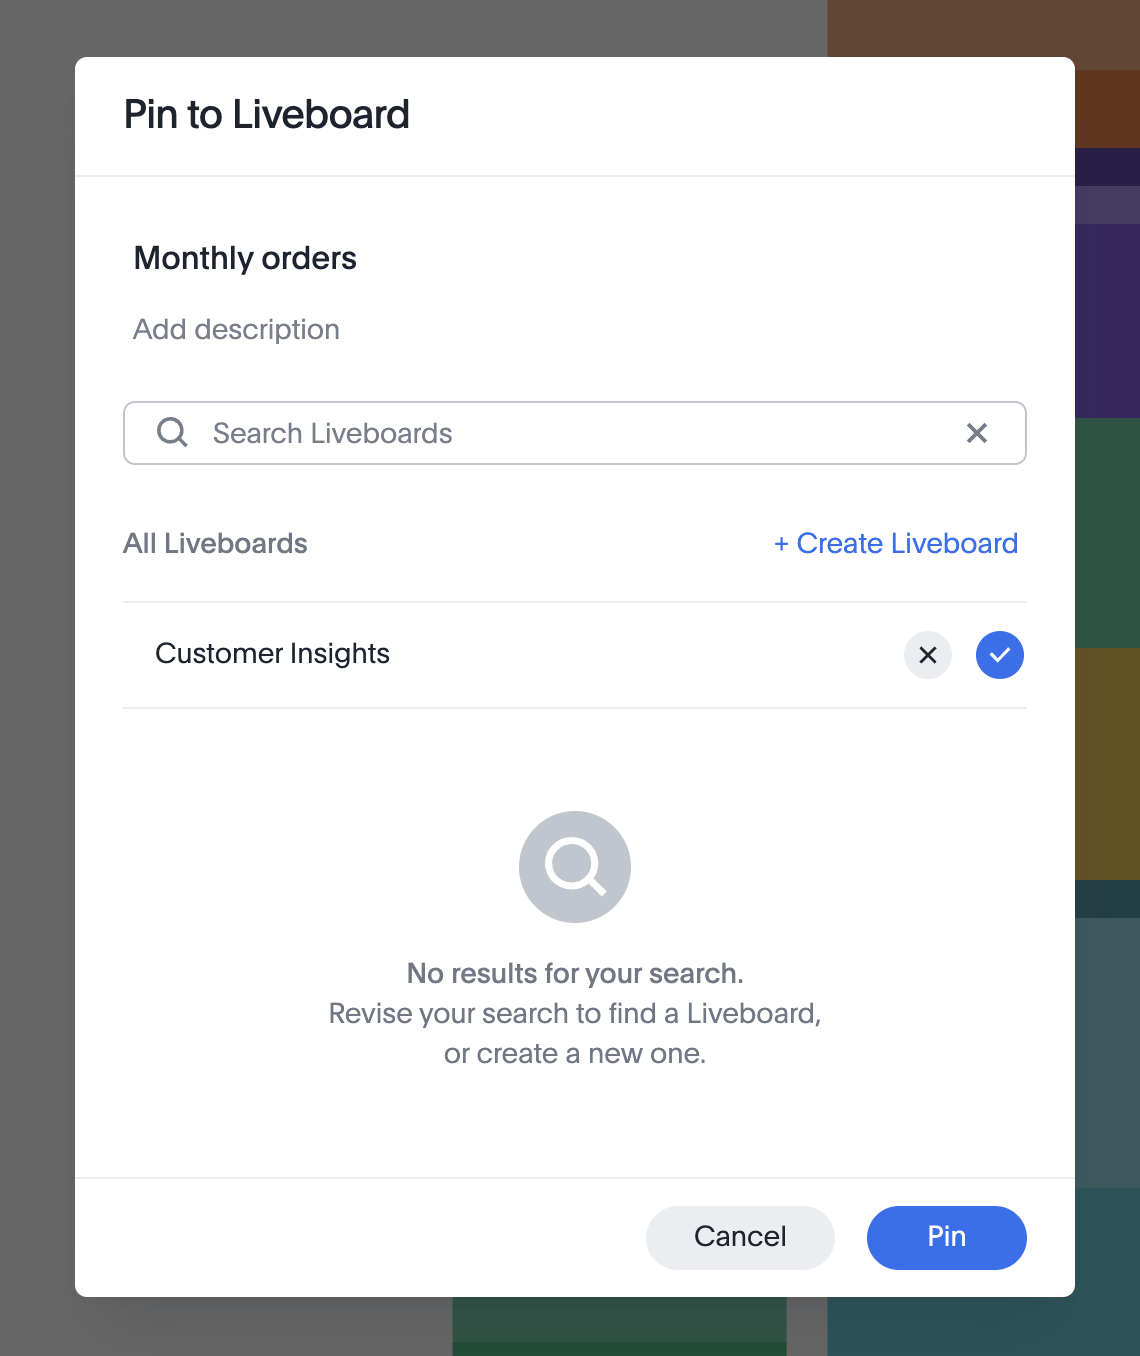 Pin to Liveboard
Monthly orders
Add description
Search Liveboards
All Liveboards
+ Create Liveboard
Customer Insights
No results for your search.
Revise your search to find a Liveboard,
or create a new one.
Cancel
Pin